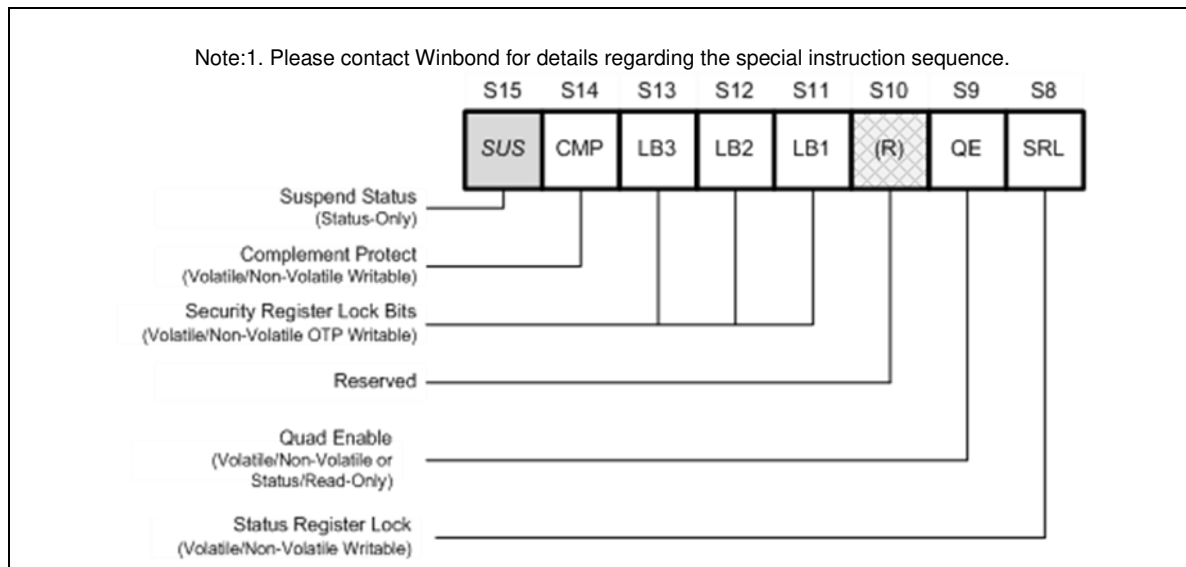 Note:1. Please contact Winbond for details regarding the special instruction sequence.
S15 S14 S13 S12 S11 S10 S9 S8
SUS CMP LB3 LB2 LB1 (R) QE SRL
Suspend Status
(Status-Only)
Complement Protect
(Volatile/Non-Volatile Writable)
Security Register Lock Bits
(Volatile/Non-Volatile OTP Writable)
Reserved
Quad Enable
(Volatile/Non-Volatile or
Status/Read-Only)
Status Register Lock
(Volatile/Non-Volatile Writable)